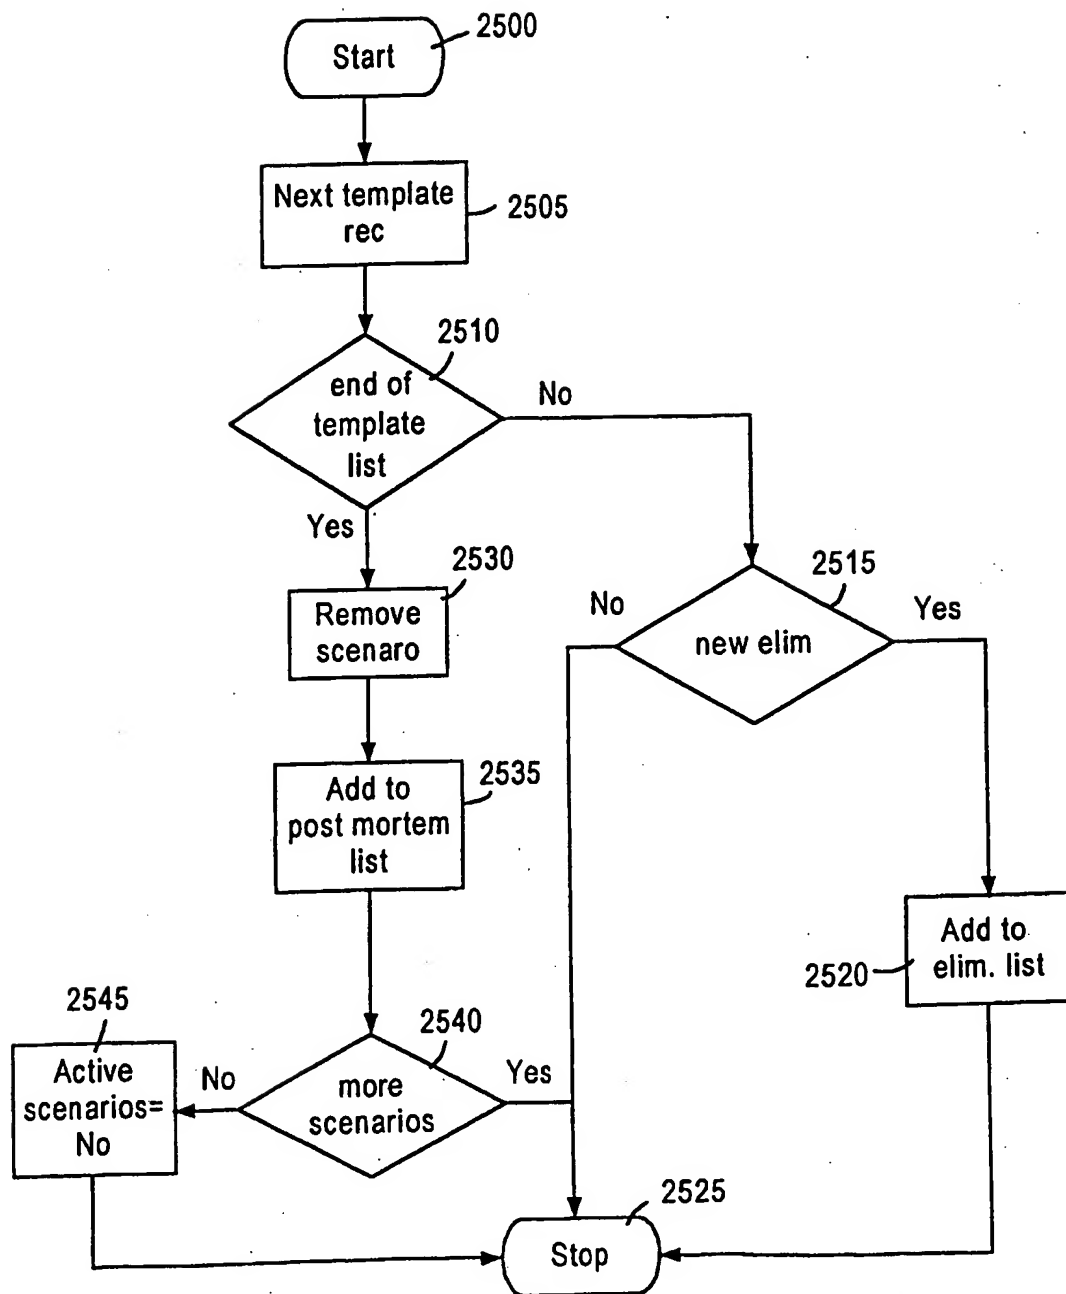 Start
2500
Next template
rec
2505
2510
end of
template
list
No
Yes
2530
Remove
scenaro
2515
No
new elim
Yes
Add to
post mortem
list
2535
Add to
elim. list
2520
2545
Active
scenarios=
No
No
2540
more
scenarios
Yes
2525
Stop